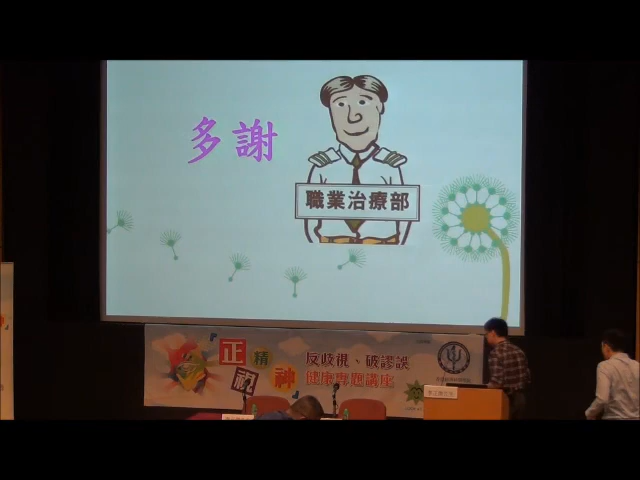 多謝
職業治療部
正精
神
反歧視、破謬誤
健康專題講座